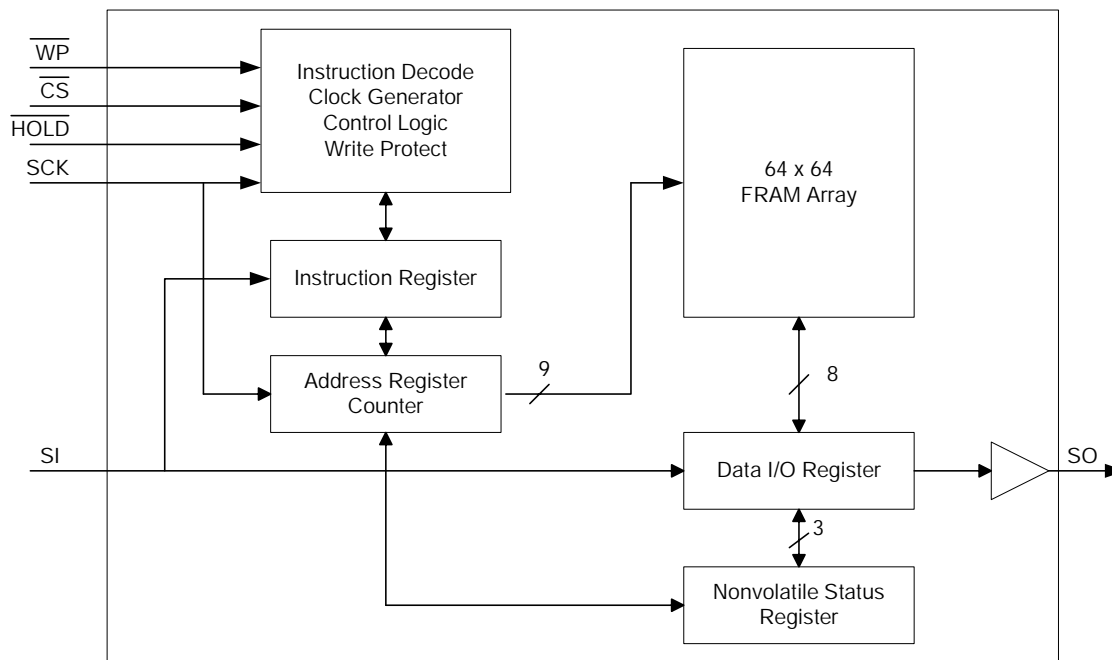 WP
CS
HOLD
SCK
Instruction Decode
Clock Generator
Control Logic
Write Protect
64 x 64
FRAM Array
Instruction Register
Address Register
Counter
9
8
SI
Data I/O Register
SO
3
Nonvolatile Status
Register